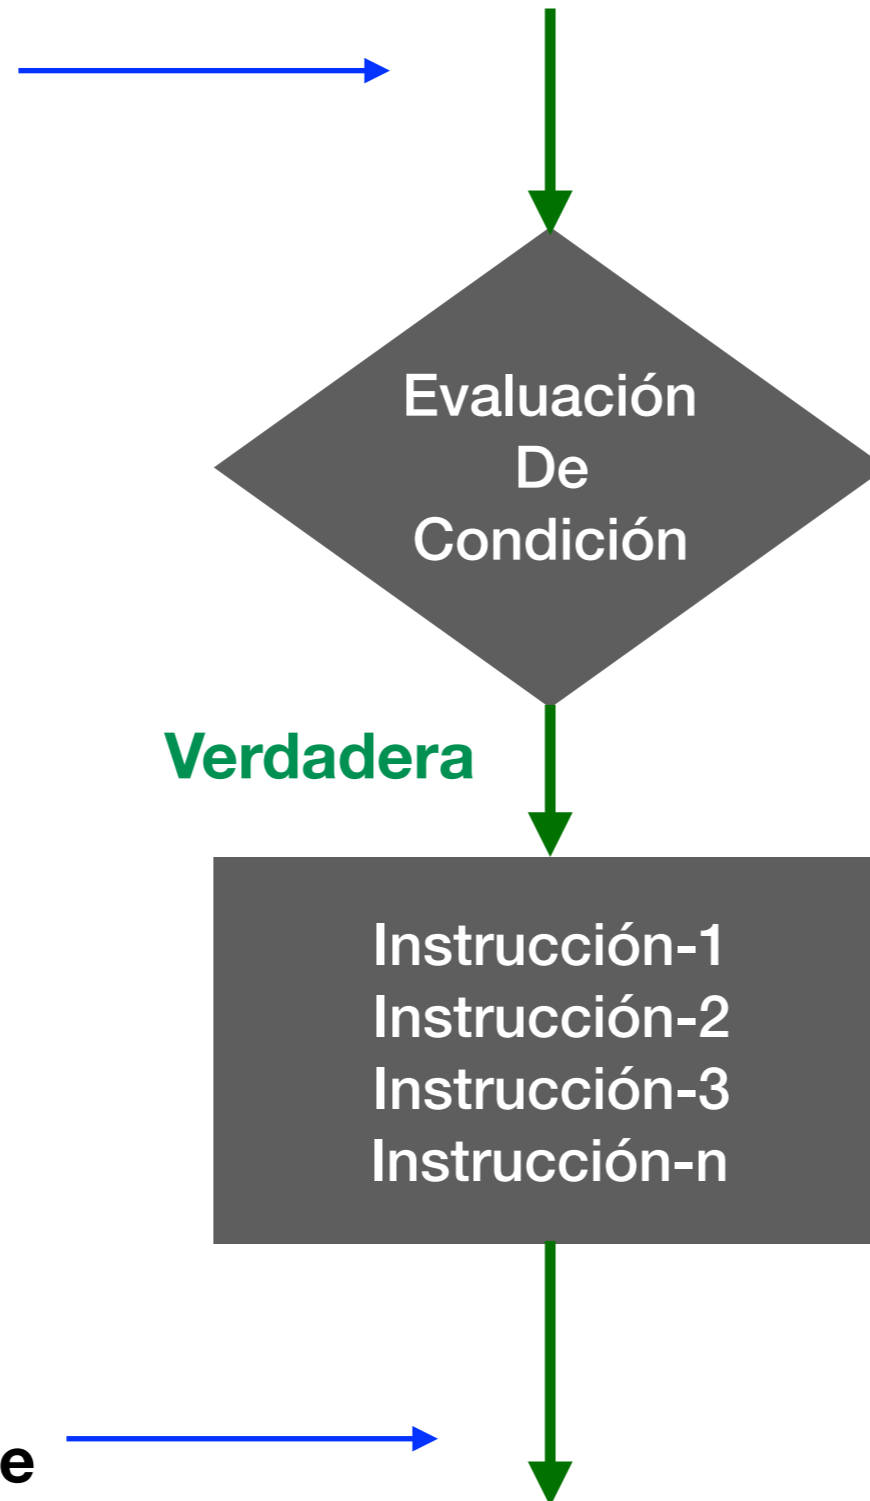 Evaluación
De
Condición
Verdadera
Instrucción-1
Instrucción-2
Instrucción-3
Instrucción-n
e